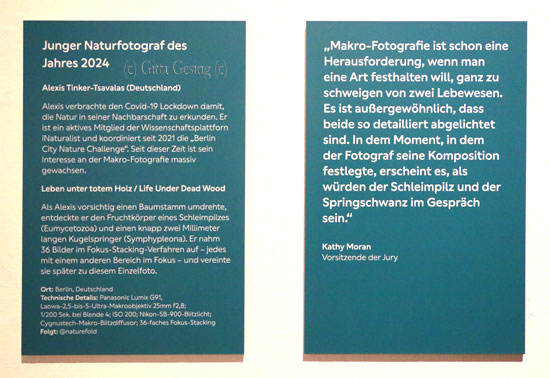 Junger Naturfotograf des
Jahres 2024
(c) Gitta Gesing (c)
Alexis Tinker-Tsavalas (Deutschland)
Alexis verbrachte den Covid-19 Lockdown damit,
die Natur in seiner Nachbarschaft zu erkunden. Er
ist ein aktives Mitglied der Wissenschaftsplattforn
iNaturalist und koordiniert seit 2021 die „Berlin
City Nature Challenge“. Seit dieser Zeit ist sein
Interesse an der Makro-Fotografie massiv
gewachsen.
Leben unter totem Holz / Life Under Dead Wood
Als Alexis vorsichtig einen Baumstamm umdrehte,
entdeckte er den Fruchtkörper eines Schleimpilzes
(Eumycetozoa) und einen knapp zwei Millimeter
langen Kugelspringer (Symphypleona). Er nahm
36 Bilder im Fokus-Stacking-Verfahren auf – jedes
mit einem anderen Bereich im Fokus – und vereinte
sie später zu diesem Einzelfoto.
Ort: Berlin, Deutschland
Technische Details: Panasonic Lumix G91,
Laowa-2,5-bis-5-Ultra-Makroobjektiv 25mm f2,8;
1/200 Sek. bei Blende 4; ISO 200; Nikon-SB-900-Blitzlicht;
Cygnustech-Makro-Blitzdiffusor; 36-faches Fokus-Stacking
Folgt: @naturefold
„Makro-Fotografie ist schon eine
Herausforderung, wenn man
eine Art festhalten will, ganz zu
schweigen von zwei Lebewesen.
Es ist außergewöhnlich, dass
beide so detailliert abgelichtet
sind. In dem Moment, in dem
der Fotograf seine Komposition
festlegte, erscheint es, als
würden der Schleimpilz und der
Springschwanz im Gespräch
sein.“
Kathy Moran
Vorsitzende der Jury